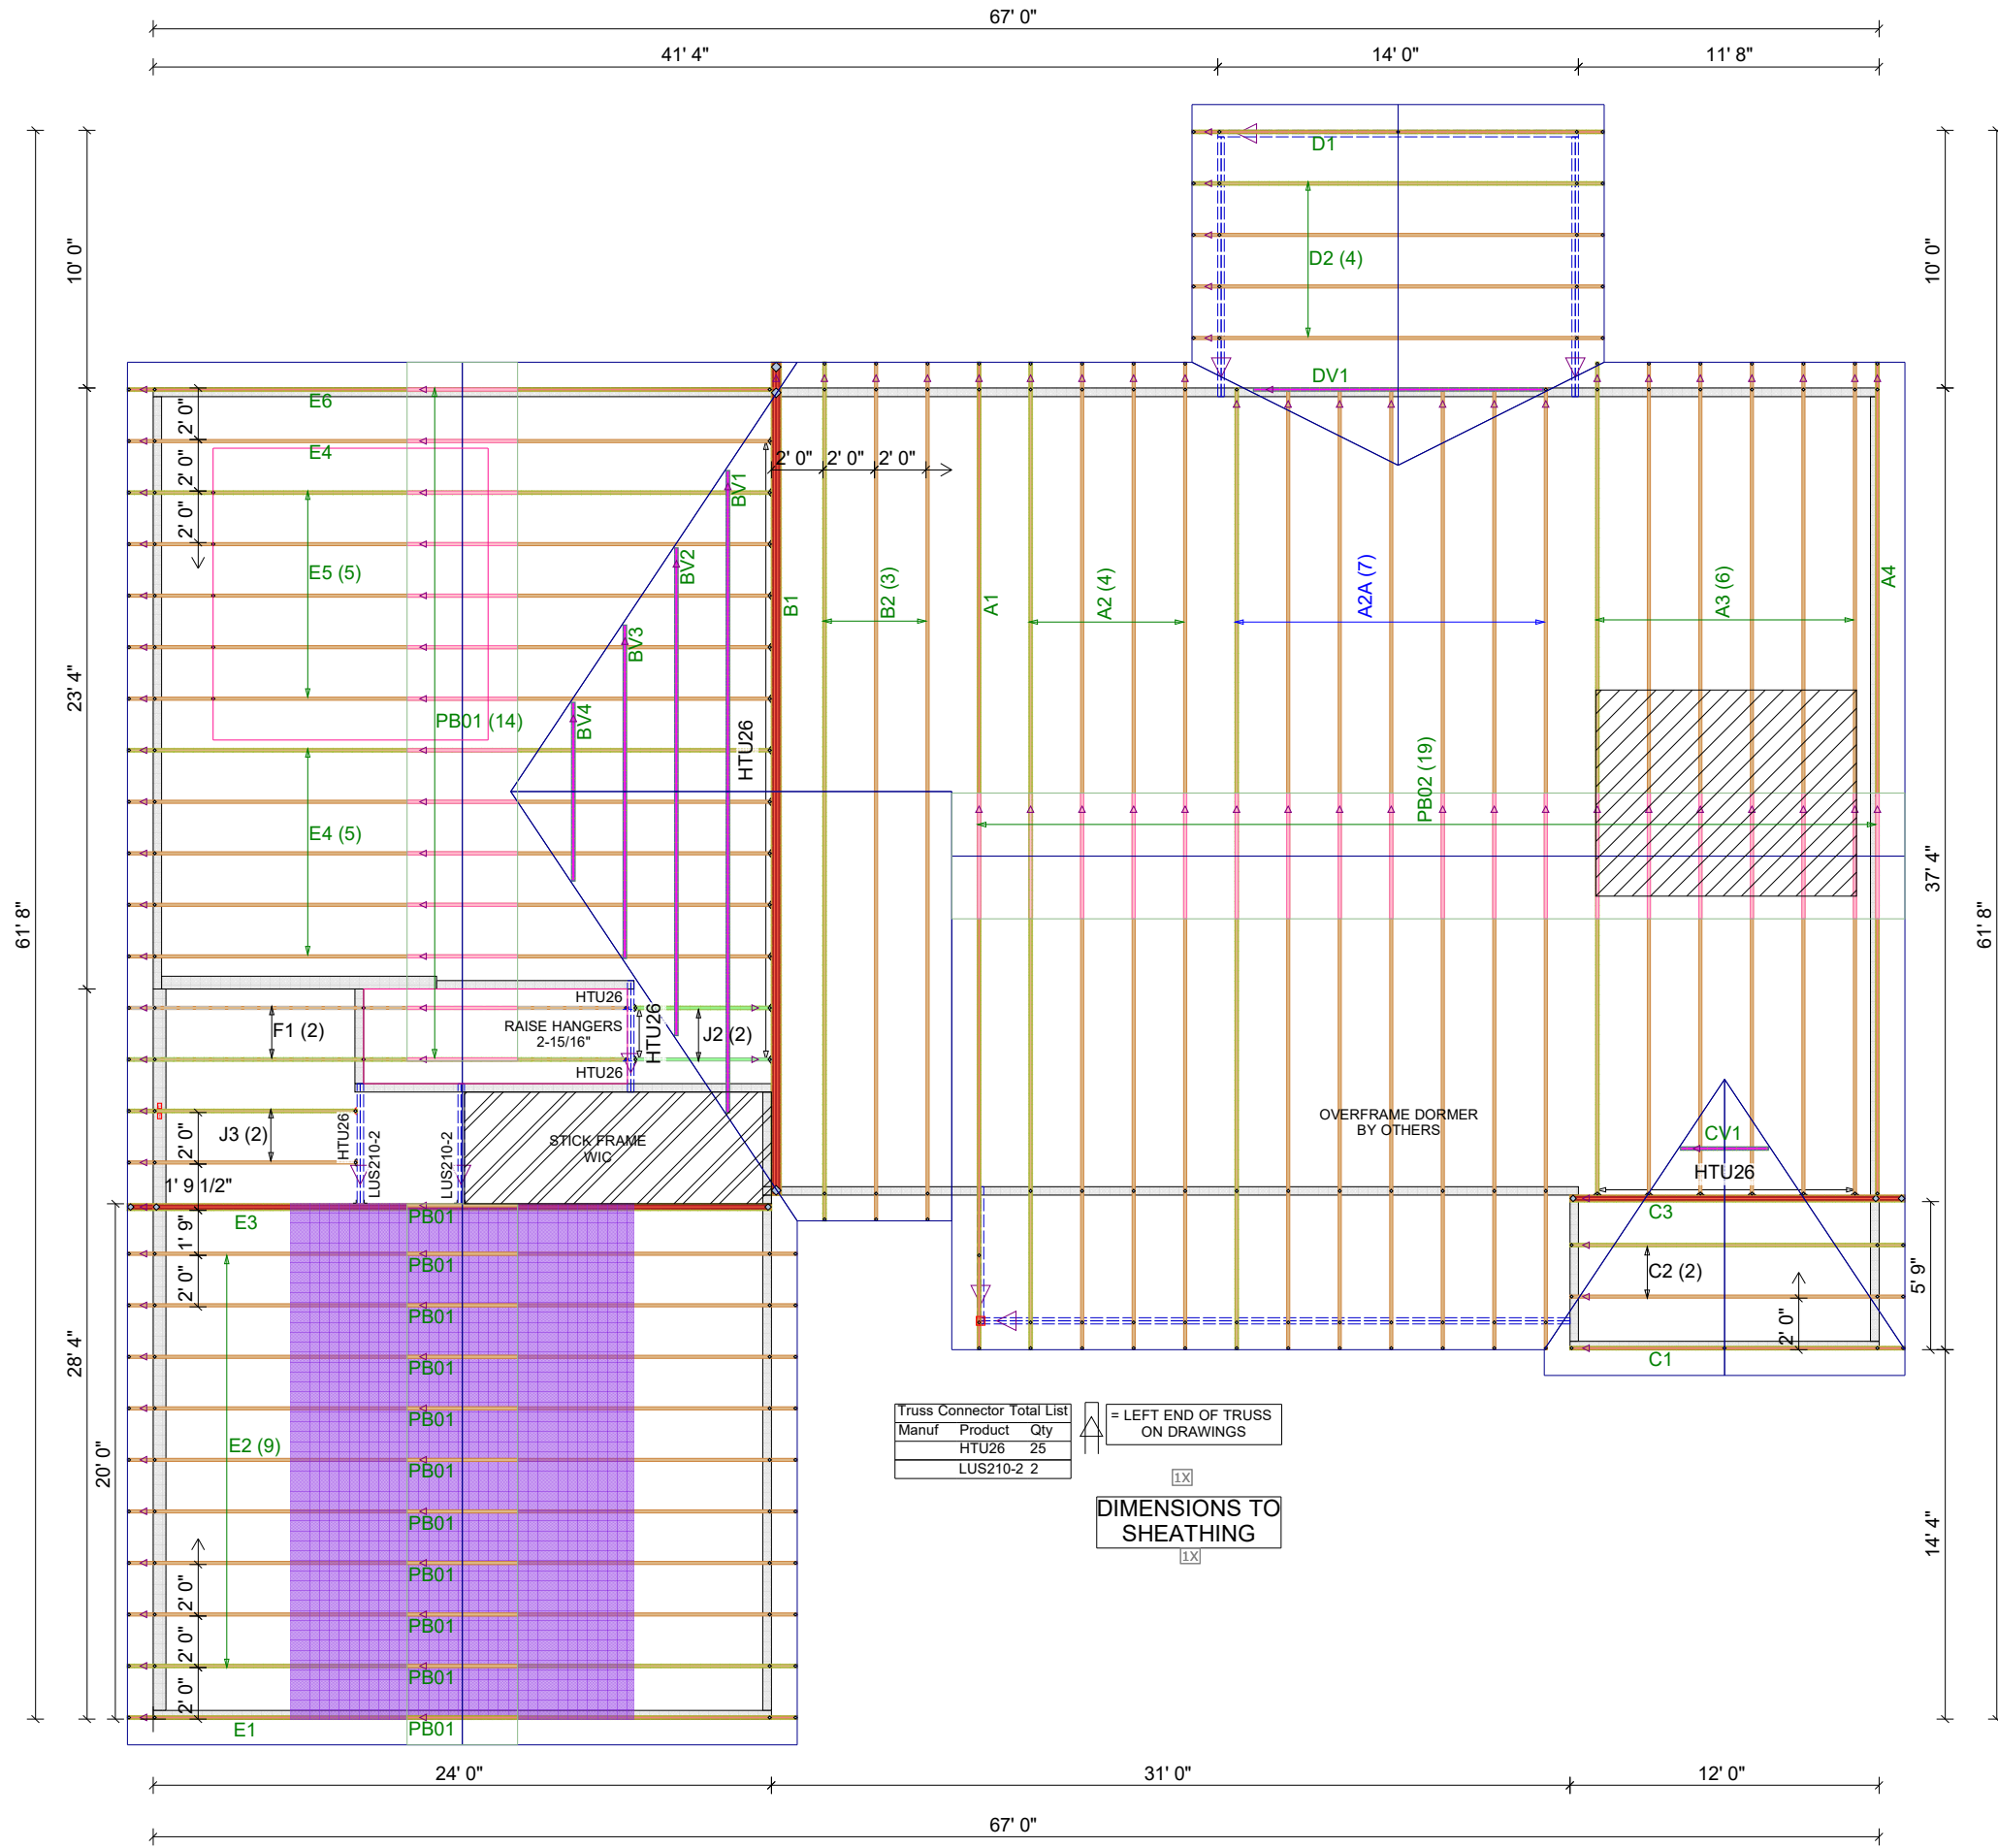 67' 0"
41' 4"
14' 0"
11' 8"
D1
10' 0"
10' 0"
D2 (4)
DV1
E6
2' 0"
E4
2' 0"
2' 0" 2' 0" 2' 0"
BV1
2' 0"
BV2
E5 (5)
B1
B2 (3)
A1
A2 (4)
A2A (7)
A3 (6)
A4
BV3
23' 4"
BV4
PB01 (14)
HTU26
PB02 (19)
E4 (5)
37' 4"
61' 8"
61' 8"
HTU26
F1 (2)
RAISE HANGERS
2-15/16"
HTU26
J2 (2)
HTU26
J3 (2)
2' 0"
HTU26
LUS210-2
LUS210-2
STICK FRAME
WIC
OVERFRAME DORMER
BY OTHERS
CV1
HTU26
1' 9 1/2"
E3
PB01
C3
1' 9"
PB01
C2 (2)
5' 9"
2' 0"
PB01
2' 0"
28' 4"
PB01
C1
PB01
Truss Connector Total List
Manuf Product Qty
HTU26 25
LUS210-2 2
= LEFT END OF TRUSS
ON DRAWINGS
E2 (9)
20' 0"
PB01
1X
DIMENSIONS TO
SHEATHING
1X
PB01
14' 4"
PB01
2' 0"
PB01
2' 0"
PB01
2' 0"
E1
PB01
24' 0"
31' 0"
12' 0"
67' 0"